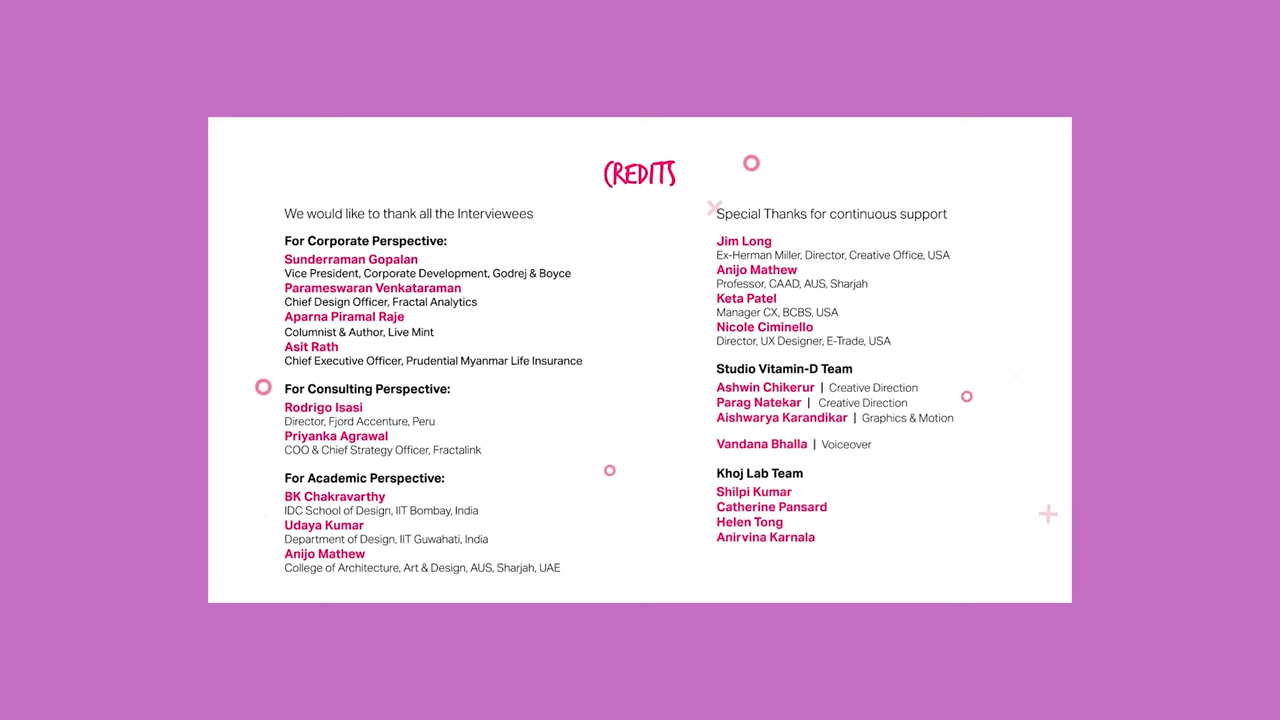 CREDITS
We would like to thank all the Interviewees
For Corporate Perspective:
Sunderraman Gopalan
Vice President, Corporate Development, Godrej & Boyce
Parameswaran Venkataraman
Chief Design Officer, Fractal Analytics
Aparna Piramal Raje
Columnist & Author, Live Mint
Asit Rath
Chief Executive Officer, Prudential Myanmar Life Insurance
For Consulting Perspective:
Rodrigo Isasi
Director, Fjord Accenture, Peru
Priyanka Agrawal
COO & Chief Strategy Officer, Fractalink
For Academic Perspective:
BK Chakravarthy
IDC School of Design, IIT Bombay, India
Udaya Kumar
Department of Design, IIT Guwahati, India
Anijo Mathew
College of Architecture, Art & Design, AUS, Sharjah, UAE
Special Thanks for continuous support
Jim Long
Ex-Herman Miller, Director, Creative Office, USA
Anijo Mathew
Professor, CAAD, AUS, Sharjah
Keta Patel
Manager CX, BCBS, USA
Nicole Ciminello
Director, UX Designer, E-Trade, USA
Studio Vitamin-D Team
Ashwin Chikerur | Creative Direction
Parag Natekar | Creative Direction
Aishwarya Karandikar | Graphics & Motion
Vandana Bhalla | Voiceover
Khoj Lab Team
Shilpi Kumar
Catherine Pansard
Helen Tong
Anirvina Karnala